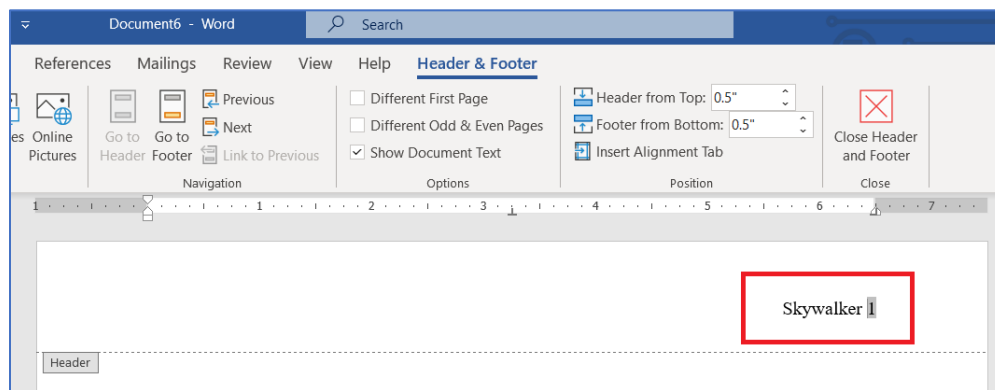 Document6 - Word Search
References Mailings Review View Help Header & Footer
es Online Pictures
Go to Header
Go to Footer
Previous
Next
Link to Previous
Navigation
Different First Page
Different Odd & Even Pages
Show Document Text
Options
Header from Top: 0.5"
Footer from Bottom: 0.5"
Insert Alignment Tab
Position
Close Header and Footer
Close
1 1 2 3 4 5 6 7
Skywalker 1
Header